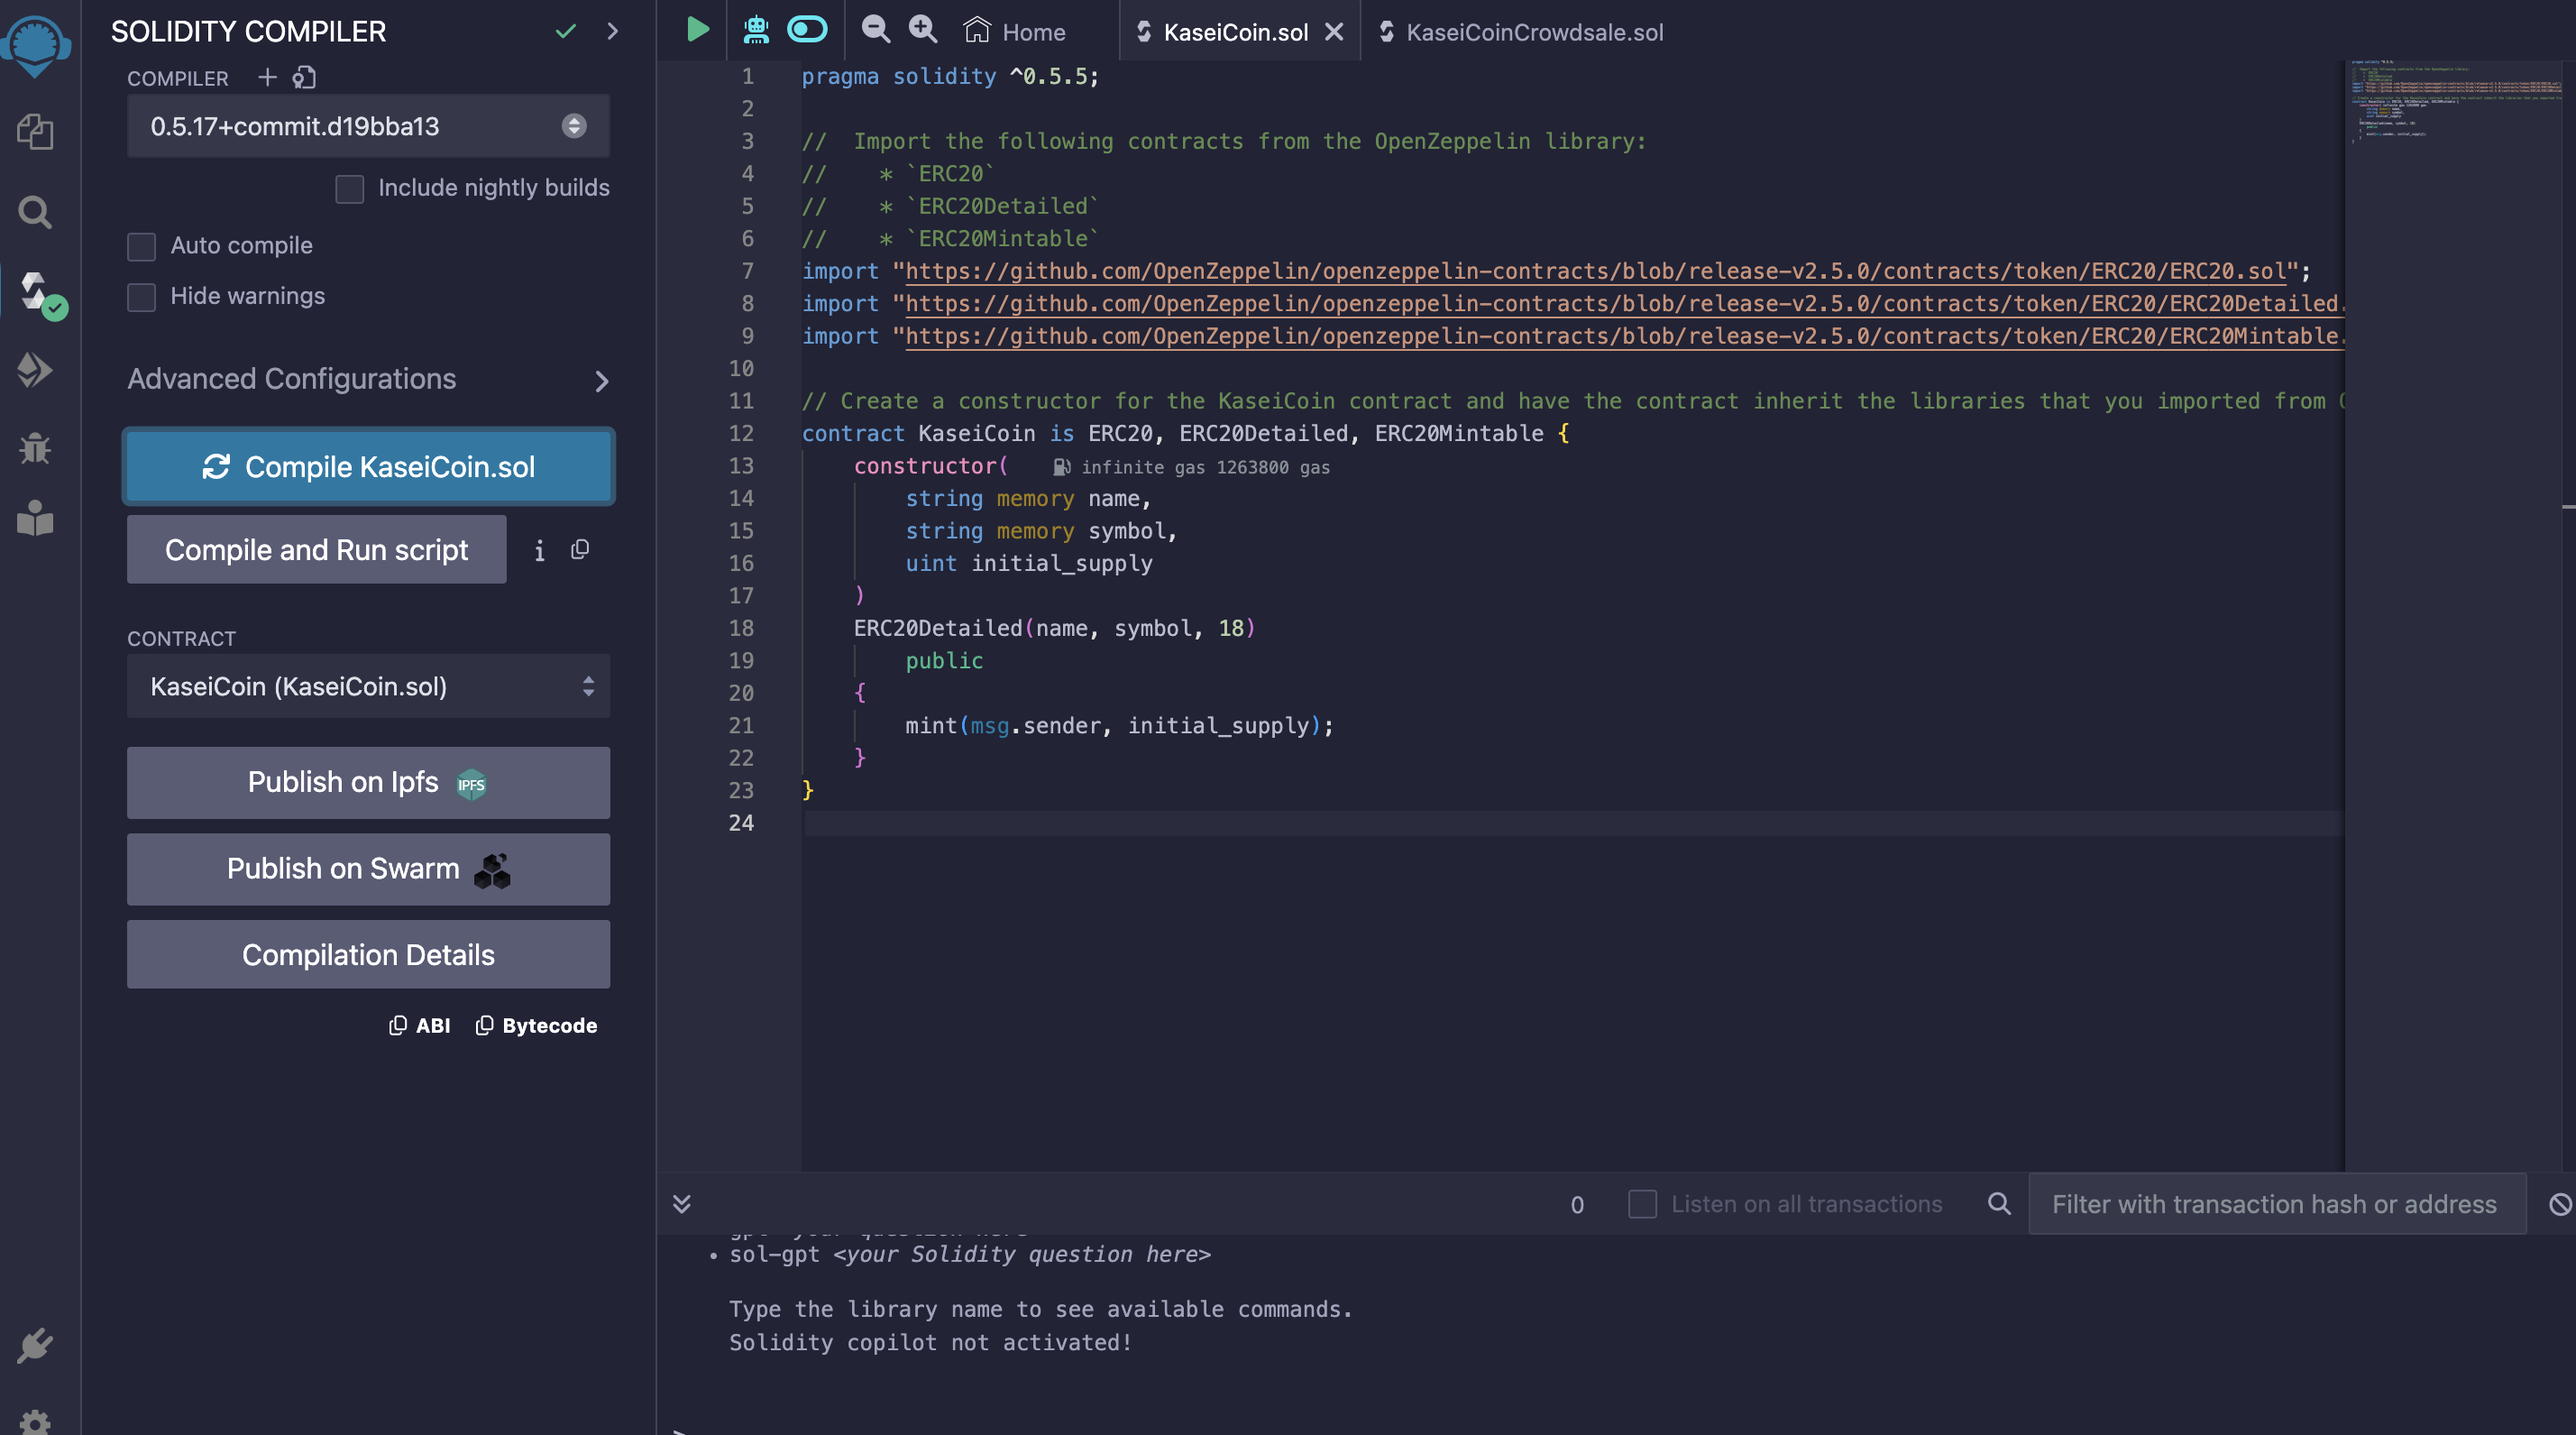 SOLIDITY COMPILER
COMPILER
0.5.17+commit.d19bba13
Include nightly builds
Auto compile
Hide warnings
Advanced Configurations
Compile KaseiCoin.sol
Compile and Run script
CONTRACT
KaseiCoin (KaseiCoin.sol)
Publish on Ipfs IPFS
Publish on Swarm
Compilation Details
ABI Bytecode
Home KaseiCoin.sol KaseiCoinCrowdsale.sol
1 pragma solidity ^0.5.5;
2
3 //  Import the following contracts from the OpenZeppelin library:
4 //    * `ERC20`
5 //    * `ERC20Detailed`
6 //    * `ERC20Mintable`
7 import "https://github.com/OpenZeppelin/openzeppelin-contracts/blob/release-v2.5.0/contracts/token/ERC20/ERC20.sol";
8 import "https://github.com/OpenZeppelin/openzeppelin-contracts/blob/release-v2.5.0/contracts/token/ERC20/ERC20Detailed.
9 import "https://github.com/OpenZeppelin/openzeppelin-contracts/blob/release-v2.5.0/contracts/token/ERC20/ERC20Mintable.
10
11 // Create a constructor for the KaseiCoin contract and have the contract inherit the libraries that you imported from
12 contract KaseiCoin is ERC20, ERC20Detailed, ERC20Mintable {
13     constructor( infinite gas 1263800 gas
14         string memory name,
15         string memory symbol,
16         uint initial_supply
17     )
18     ERC20Detailed(name, symbol, 18)
19         public
20     {
21         mint(msg.sender, initial_supply);
22     }
23 }
24
0 Listen on all transactions Filter with transaction hash or address
• sol-gpt <your Solidity question here>
Type the library name to see available commands.
Solidity copilot not activated!